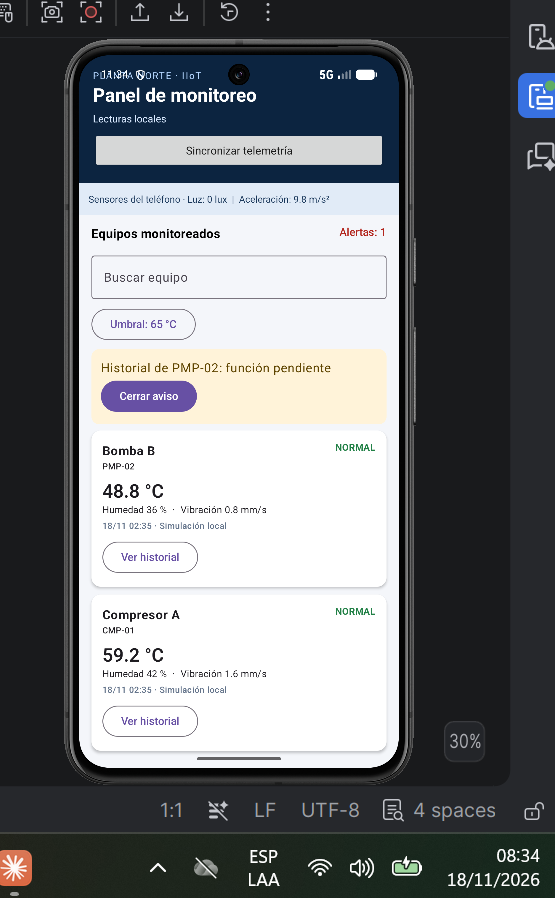 11:34
5G
PLANTA NORTE · IIoT
Panel de monitoreo
Lecturas locales
Sincronizar telemetría
Sensores del teléfono · Luz: 0 lux | Aceleración: 9.8 m/s²
Equipos monitoreados
Alertas: 1
Buscar equipo
Umbral: 65 °C
Historial de PMP-02: función pendiente
Cerrar aviso
Bomba B
NORMAL
PMP-02
48.8 °C
Humedad 36 % · Vibración 0.8 mm/s
18/11 02:35 · Simulación local
Ver historial
Compresor A
NORMAL
CMP-01
59.2 °C
Humedad 42 % · Vibración 1.6 mm/s
18/11 02:35 · Simulación local
Ver historial
30%
1:1
LF
UTF-8
4 spaces
ESP
LAA
08:34
18/11/2026